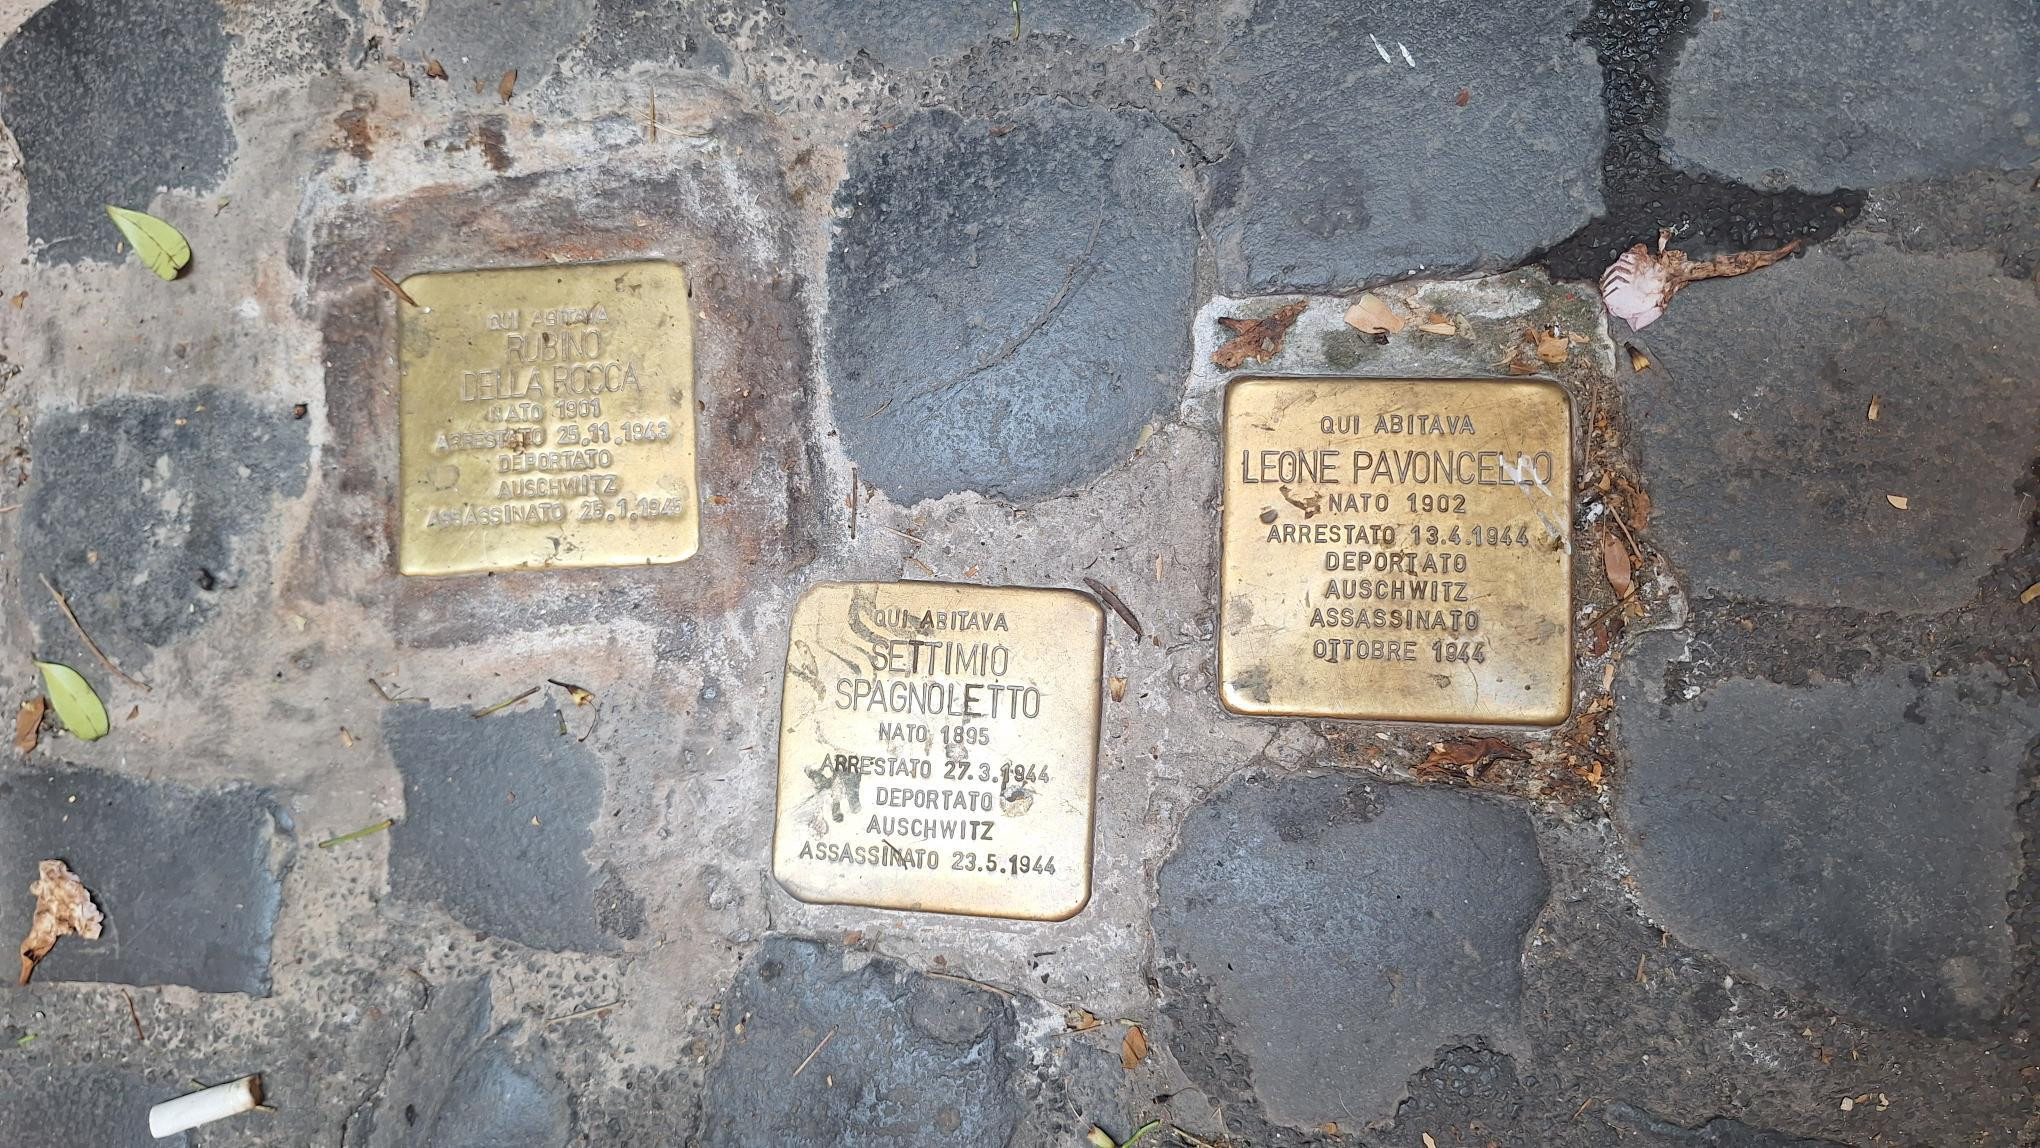 QUI ABITAVA
RUBINO
DELLA ROCCA
NATO 1901
ARRESTATO 25.11.1943
DEPORTATO
AUSCHWITZ
ASSASSINATO 25.1.1945
QUI ABITAVA
SETTIMIO
SPAGNOLETTO
NATO 1895
ARRESTATO 27.3.1944
DEPORTATO
AUSCHWITZ
ASSASSINATO 23.5.1944
QUI ABITAVA
LEONE PAVONCELLO
NATO 1902
ARRESTATO 13.4.1944
DEPORTATO
AUSCHWITZ
ASSASSINATO
OTTOBRE 1944